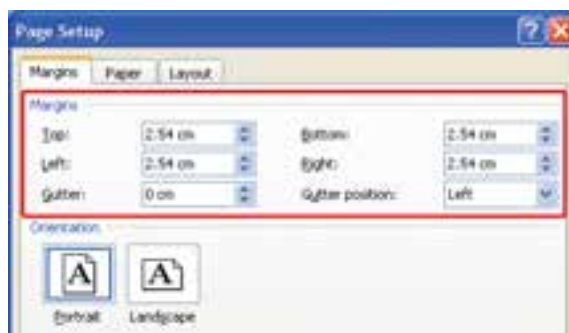 Page Setup
Margins Paper Layout
Margins
Top: 2.54 cm Bottom: 2.54 cm
Left: 2.54 cm Right: 2.54 cm
Gutter: 0 cm Gutter position: Left
Orientation
A A
Portrait Landscape